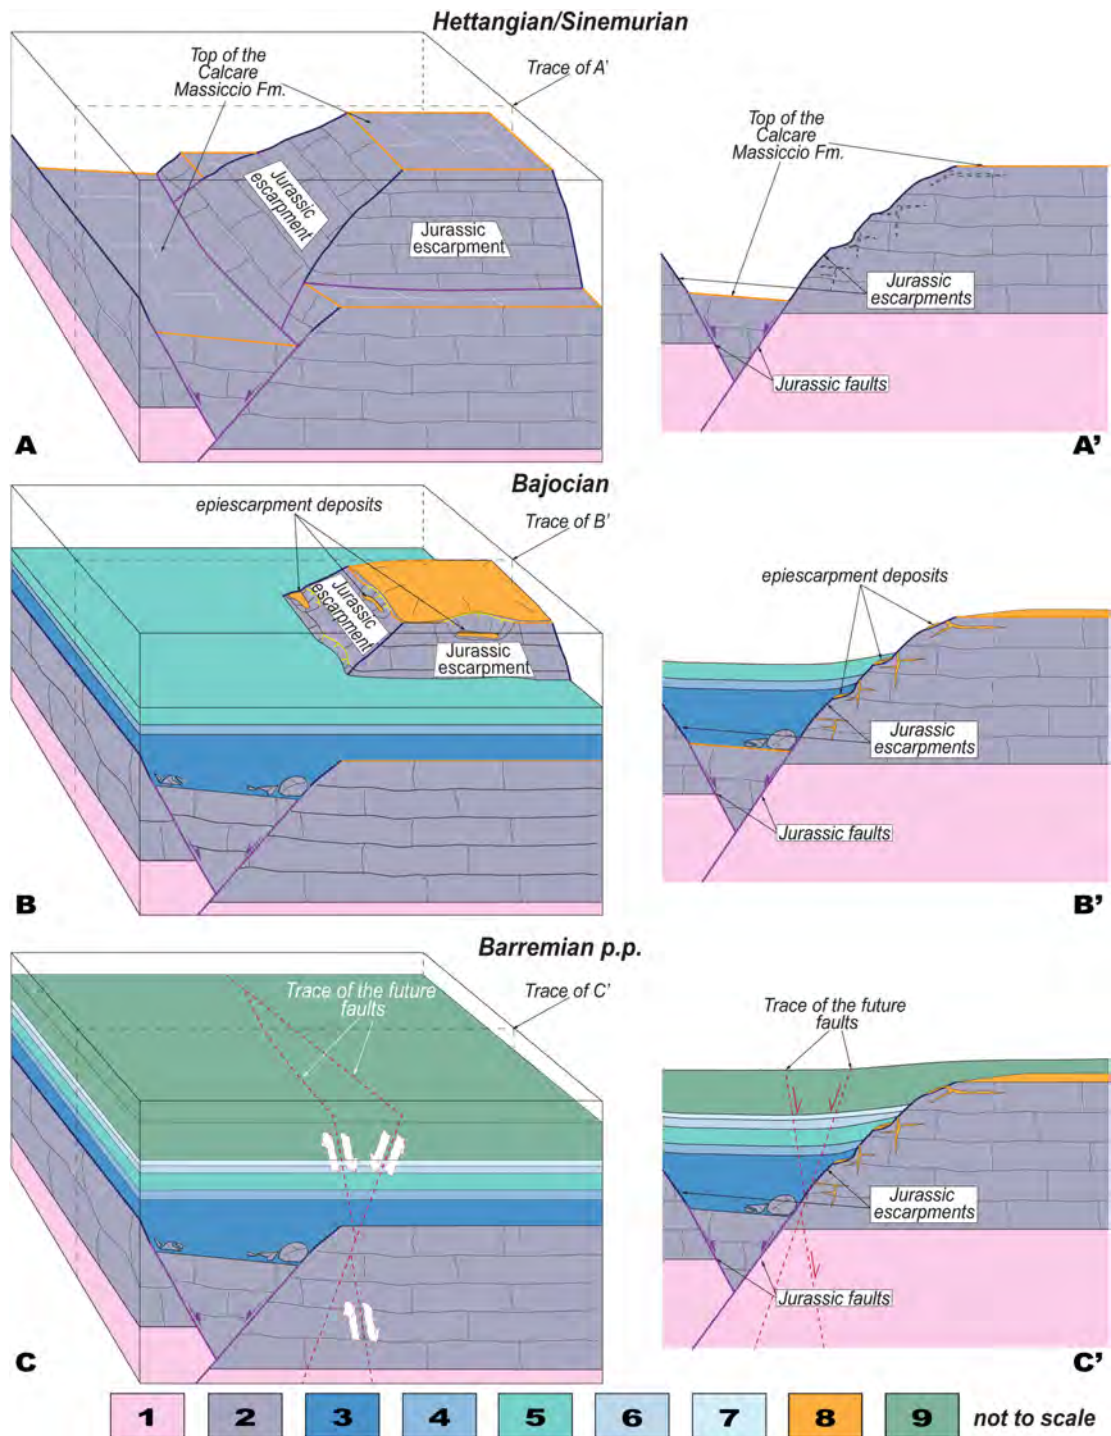 Hettangian/Sinemurian
Top of the
Calcare
Massiccio Fm.
Trace of A'
Jurassic
escarpment
Jurassic
escarpment
A
Top of the
Calcare
Massiccio Fm.
Jurassic
escarpments
Jurassic faults
A'
Bajocian
epiescarpment deposits
Trace of B'
Jurassic
escarpment
Jurassic
escarpment
B
epiescarpment deposits
Jurassic
escarpments
Jurassic faults
B'
Barremian p.p.
Trace of the future
faults
Trace of C'
C
Trace of the future
faults
Jurassic
escarpments
Jurassic faults
C'
1 2 3 4 5 6 7 8 9 not to scale